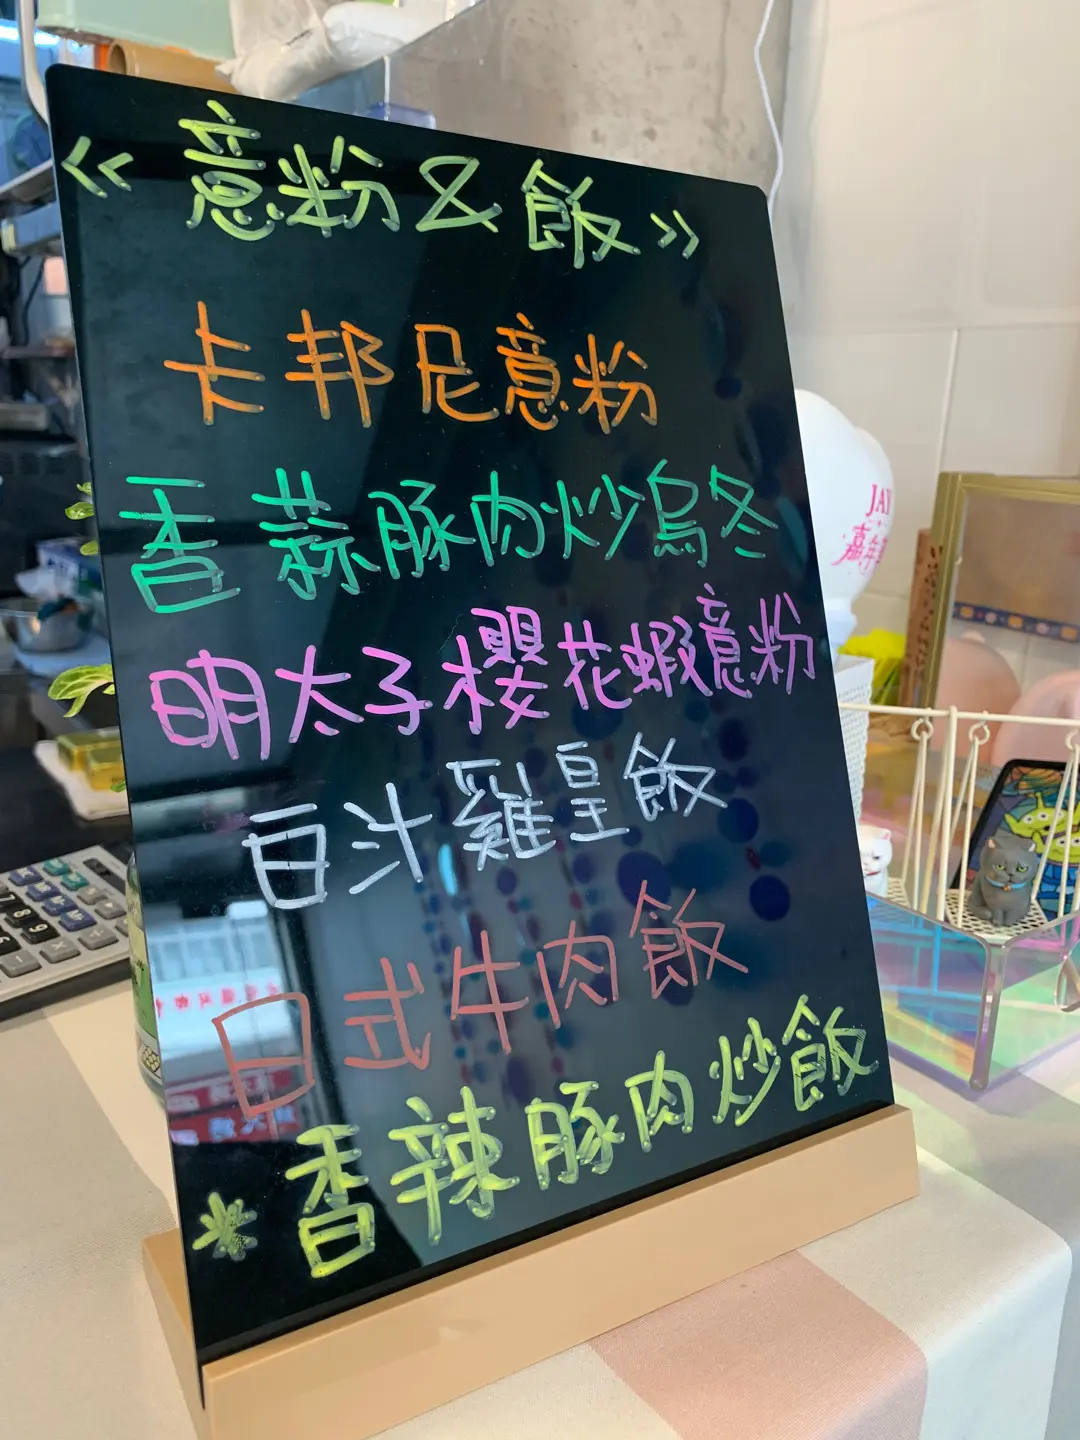 《意粉&飯》
卡邦尼意粉
香蒜豚肉炒烏冬
明太子櫻花蝦意粉
白汁雞皇飯
日式牛肉飯
*香辣豚肉炒飯
JAY